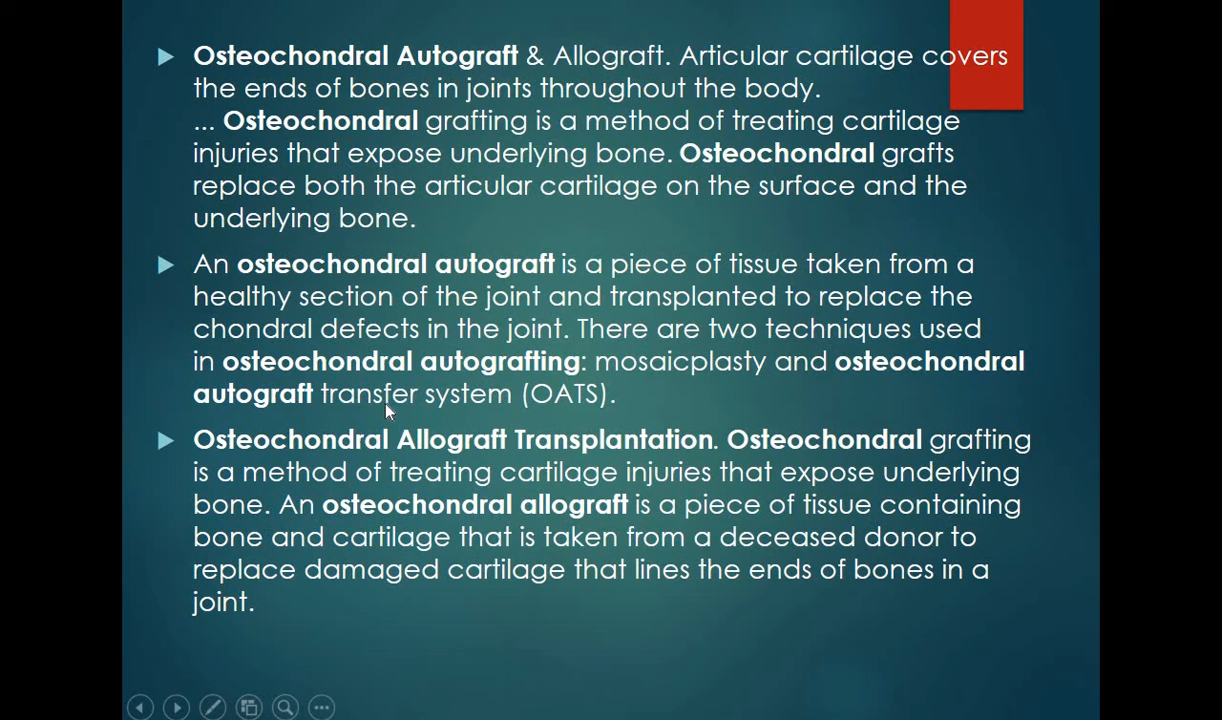 Osteochondral Autograft & Allograft. Articular cartilage covers
the ends of bones in joints throughout the body.
... Osteochondral grafting is a method of treating cartilage
injuries that expose underlying bone. Osteochondral grafts
replace both the articular cartilage on the surface and the
underlying bone.
An osteochondral autograft is a piece of tissue taken from a
healthy section of the joint and transplanted to replace the
chondral defects in the joint. There are two techniques used
in osteochondral autografting: mosaicplasty and osteochondral
autograft transfer system (OATS).
Osteochondral Allograft Transplantation. Osteochondral grafting
is a method of treating cartilage injuries that expose underlying
bone. An osteochondral allograft is a piece of tissue containing
bone and cartilage that is taken from a deceased donor to
replace damaged cartilage that lines the ends of bones in a
joint.